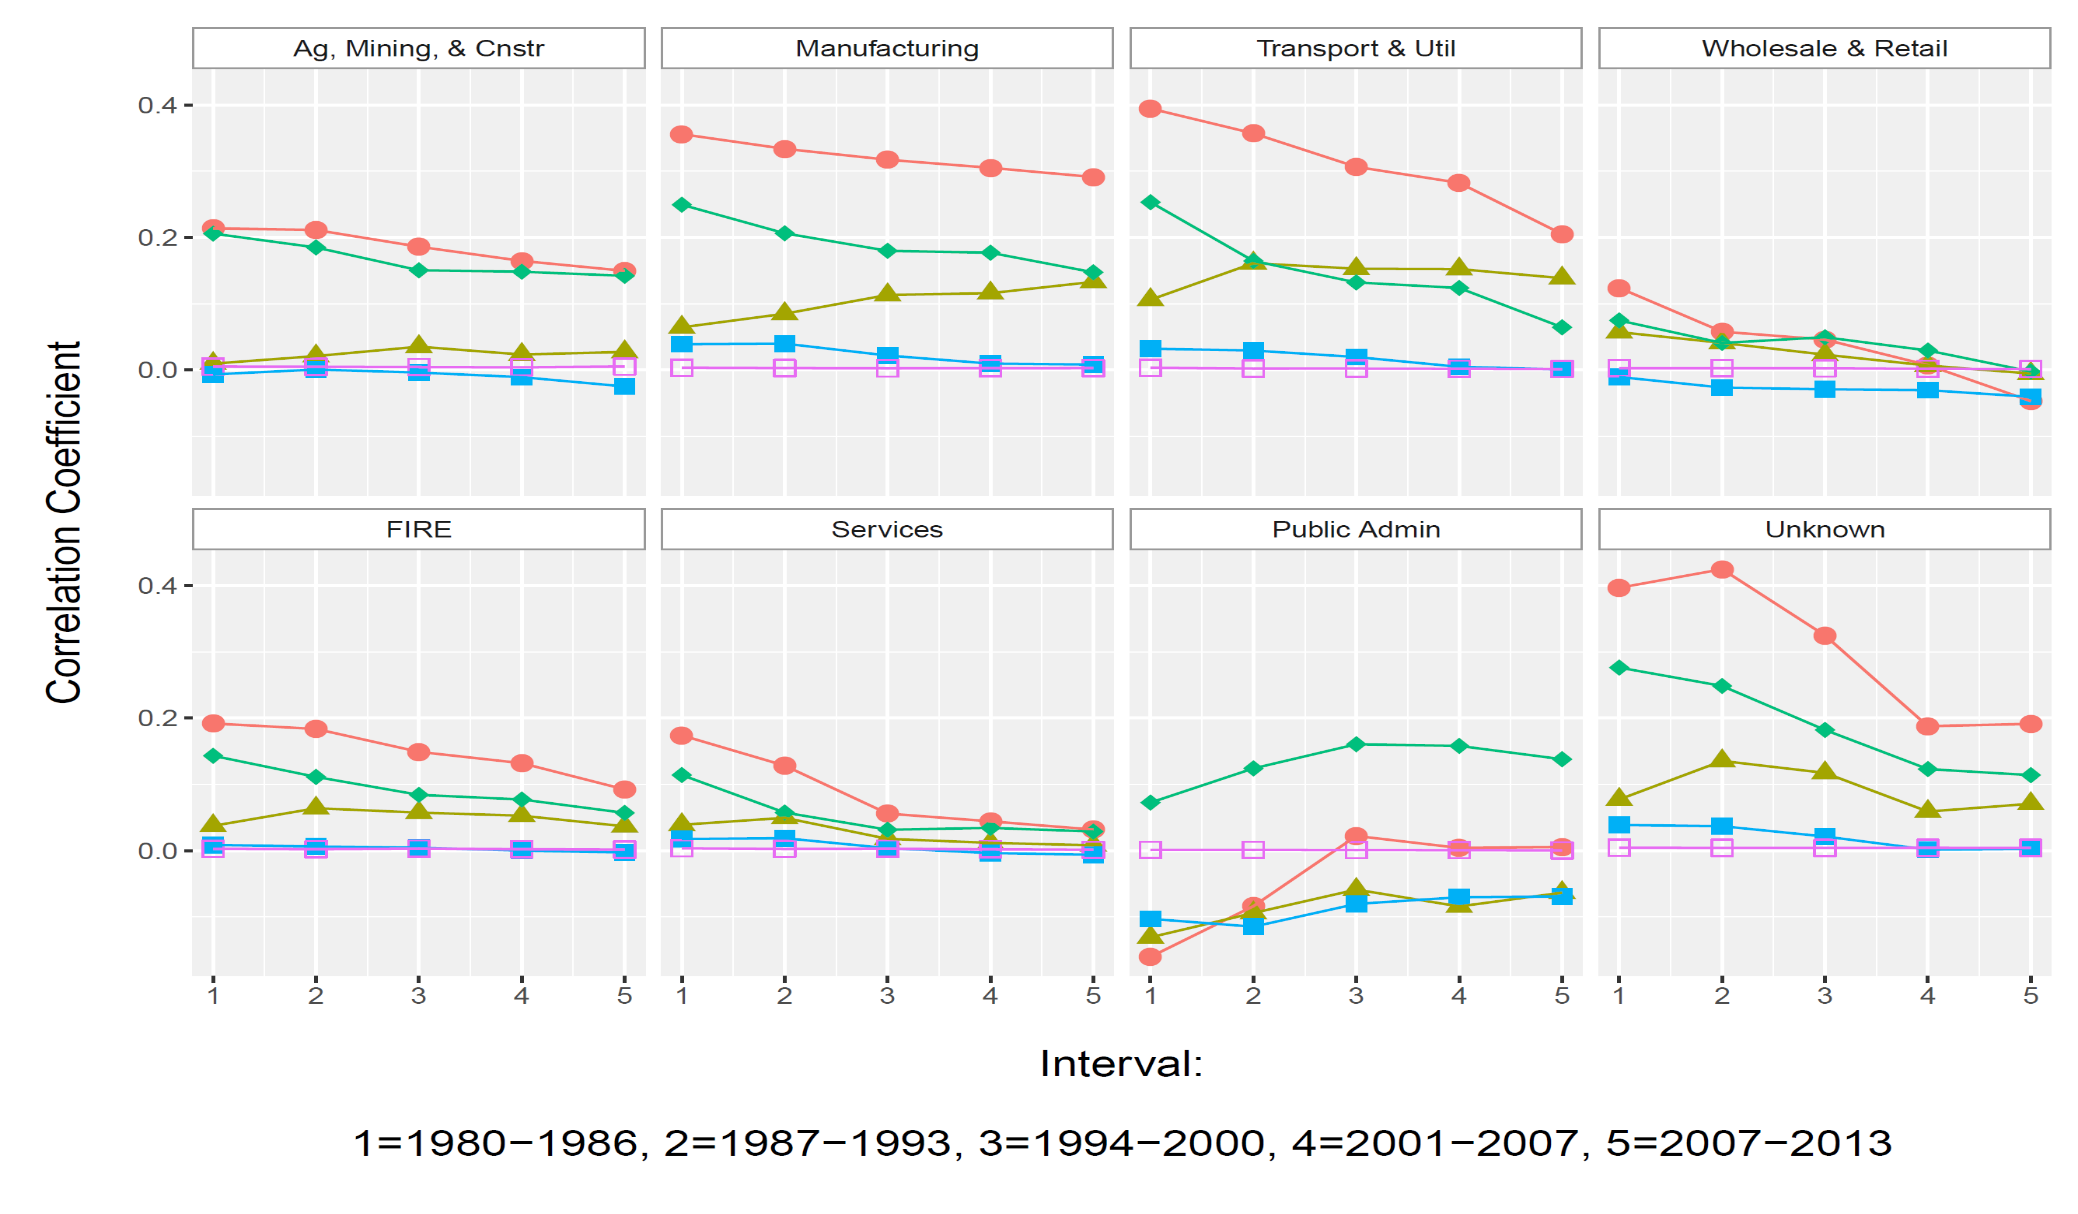 Ag, Mining, & Cnstr
Manufacturing
Transport & Util
Wholesale & Retail
0.4
0.2
0.0
Correlation Coefficient
FIRE
Services
Public Admin
Unknown
0.4
0.2
0.0
1 2 3 4 5
1 2 3 4 5
1 2 3 4 5
1 2 3 4 5
Interval:
1=1980−1986, 2=1987−1993, 3=1994−2000, 4=2001−2007, 5=2007−2013